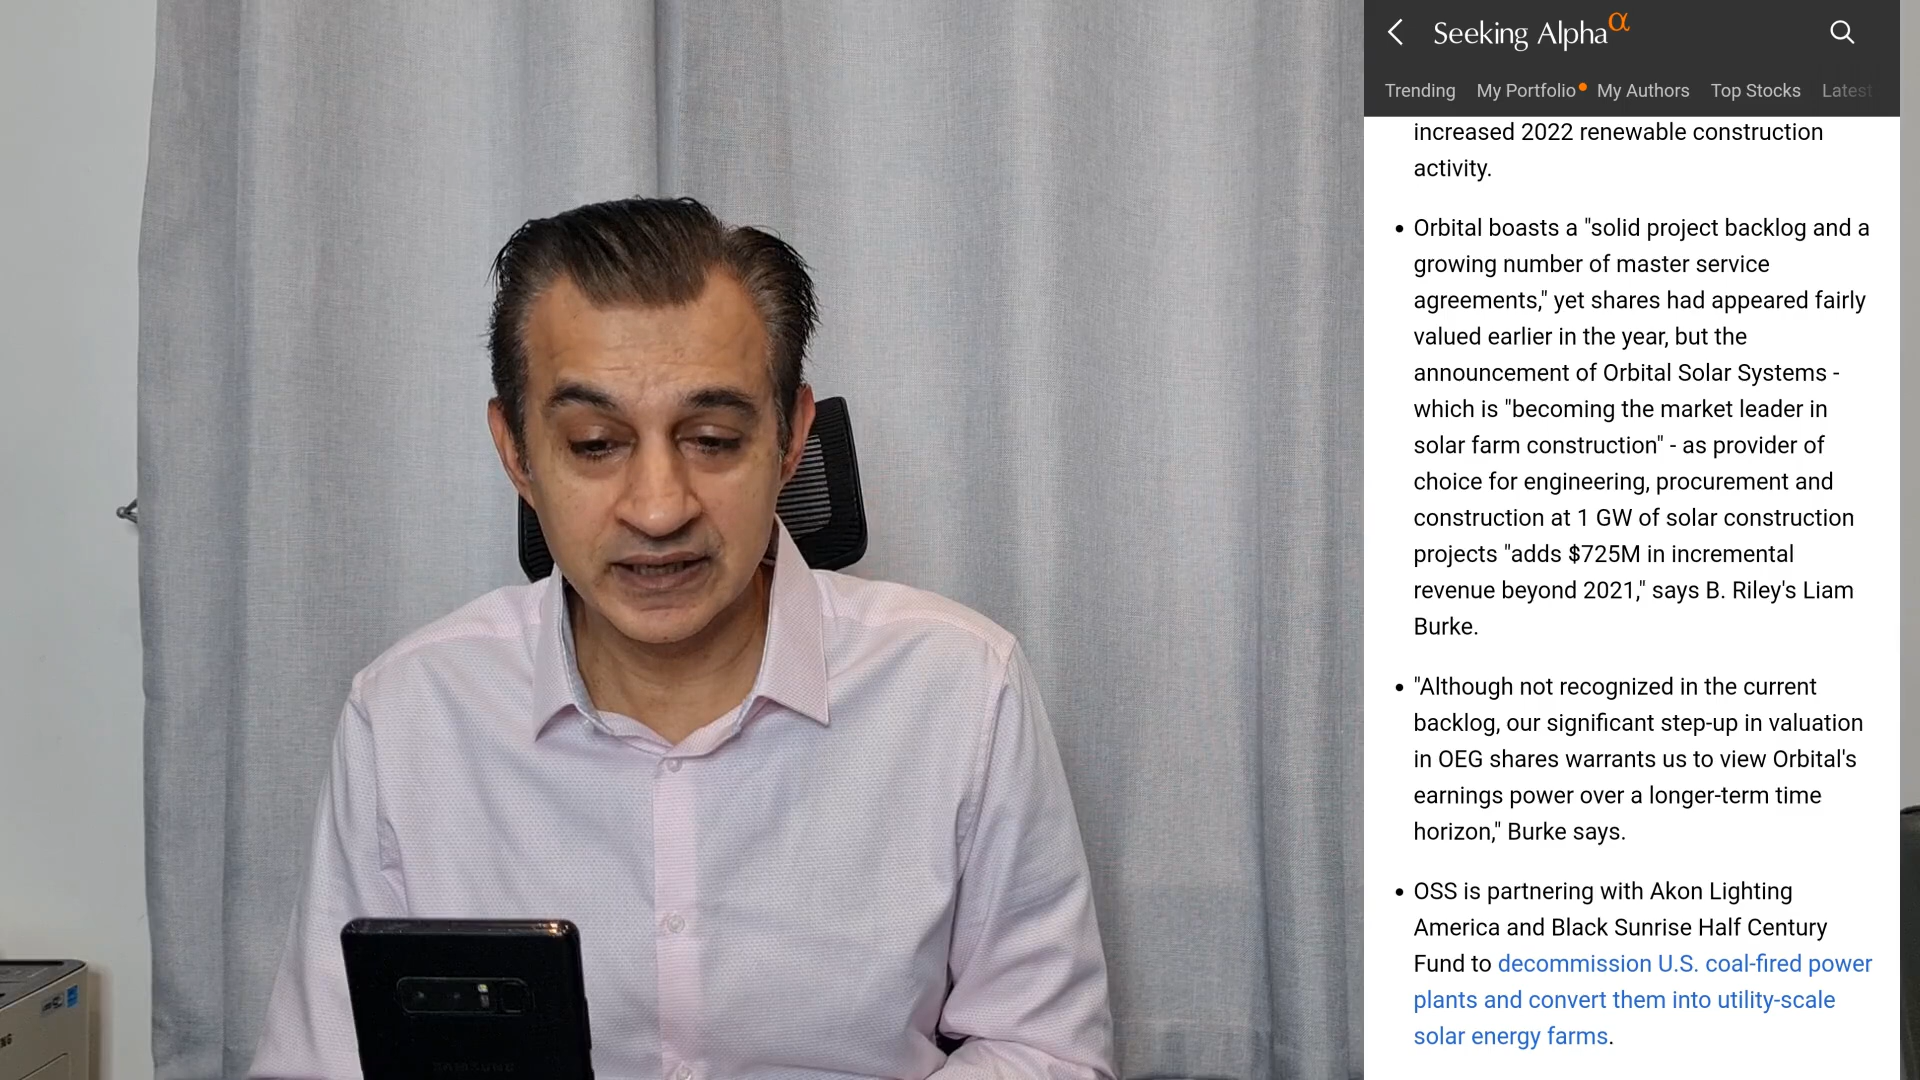 Seeking Alpha α
Trending My Portfolio My Authors Top Stocks Latest
increased 2022 renewable construction
activity.
• Orbital boasts a "solid project backlog and a
growing number of master service
agreements," yet shares had appeared fairly
valued earlier in the year, but the
announcement of Orbital Solar Systems -
which is "becoming the market leader in
solar farm construction" - as provider of
choice for engineering, procurement and
construction at 1 GW of solar construction
projects "adds $725M in incremental
revenue beyond 2021," says B. Riley's Liam
Burke.
• "Although not recognized in the current
backlog, our significant step-up in valuation
in OEG shares warrants us to view Orbital's
earnings power over a longer-term time
horizon," Burke says.
• OSS is partnering with Akon Lighting
America and Black Sunrise Half Century
Fund to decommission U.S. coal-fired power
plants and convert them into utility-scale
solar energy farms.
SAMSUNG